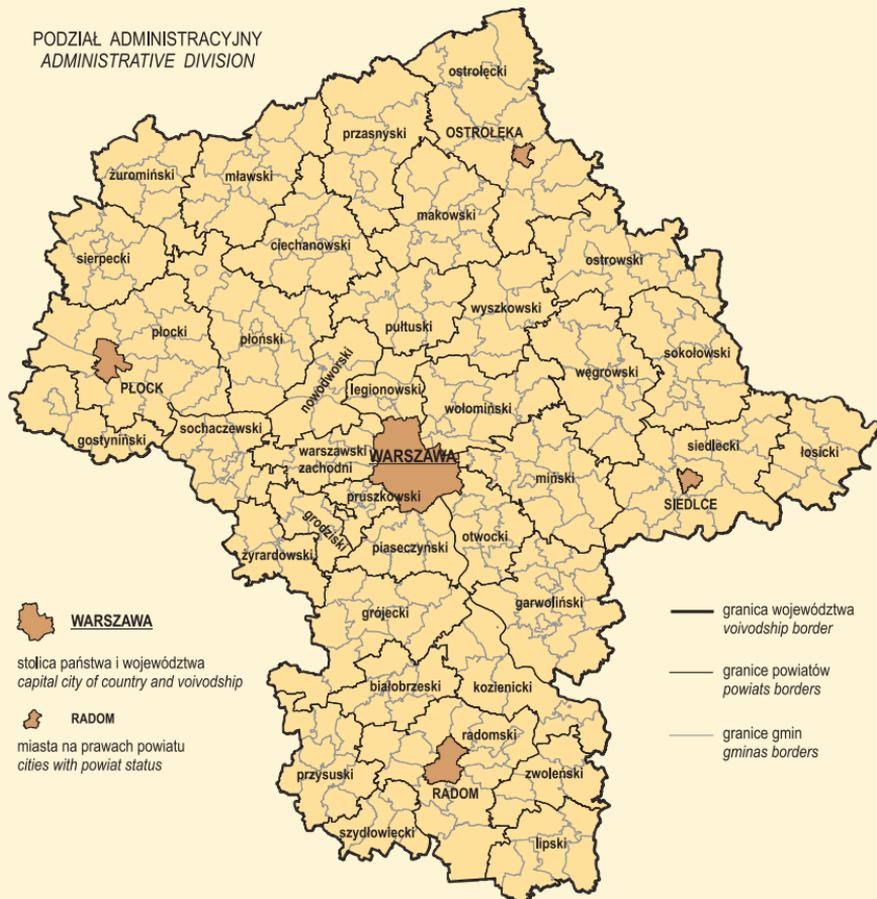 PODZIAŁ ADMINISTRACYJNY
ADMINISTRATIVE DIVISION
ostrołęcki
OSTROŁĘKA
przasnyski
żuromiński
mławski
makowski
ciechanowski
sierpecki
ostrowski
wyszkowski
płocki
płoński
pułtuski
sokołowski
węgrowski
nowodworski
legionowski
PŁOCK
wołomiński
gostyniński
sochaczewski
siedlecki
łosicki
warszawski
zachodni
WARSZAWA
miński
SIEDLCE
pruszkowski
grodziski
otwocki
piaseczyński
żyrardowski
garwoliński
grójecki
białobrzeski
kozienicki
radomski
przysuski
zwoleński
RADOM
szydłowiecki
lipski
WARSZAWA
stolica państwa i województwa
capital city of country and voivodship
RADOM
miasta na prawach powiatu
cities with powiat status
granica województwa
voivodship border
granice powiatów
powiats borders
granice gmin
gminas borders